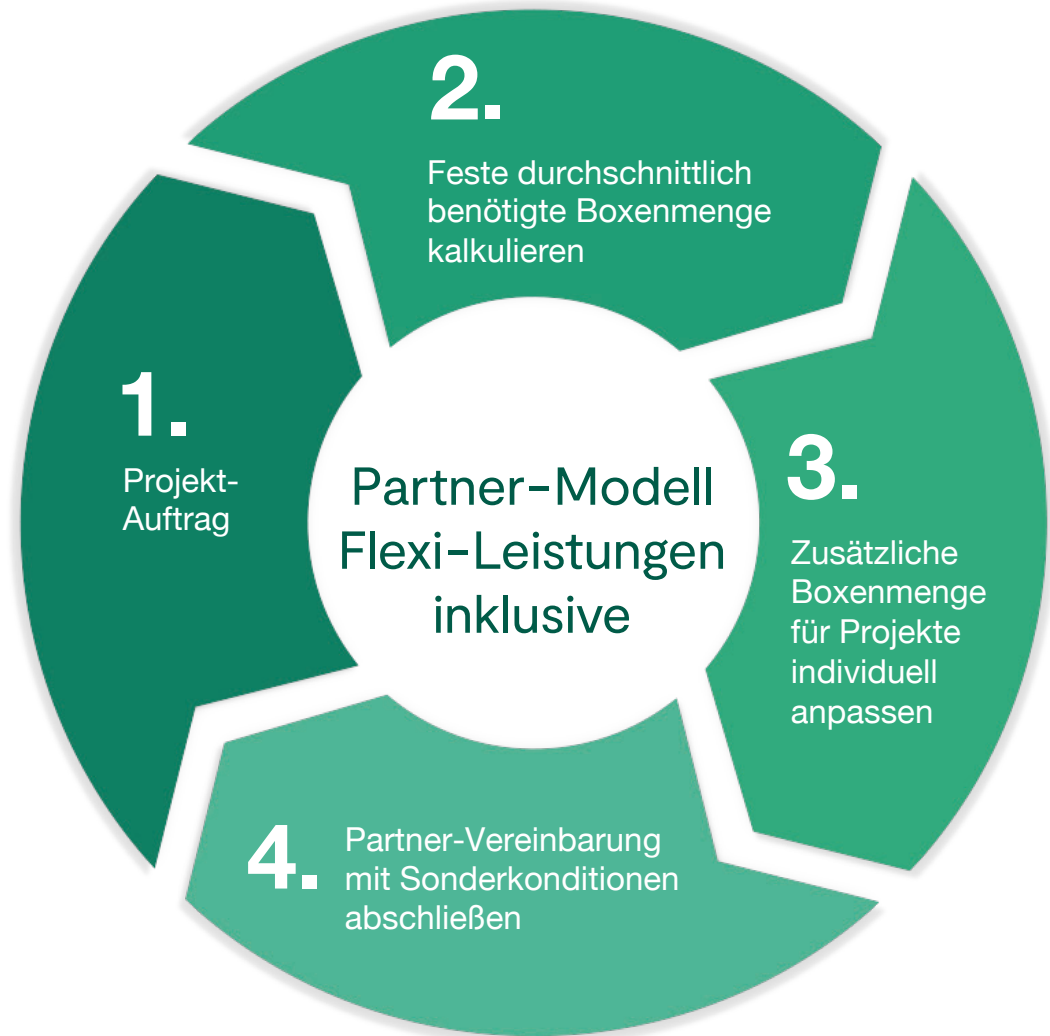 1.
Projekt-
Auftrag
2.
Feste durchschnittlich
benötigte Boxenmenge
kalkulieren
3.
Zusätzliche
Boxenmenge
für Projekte
individuell
anpassen
4.
Partner-Vereinbarung
mit Sonderkonditionen
abschließen
Partner-Modell
Flexi-Leistungen
inklusive